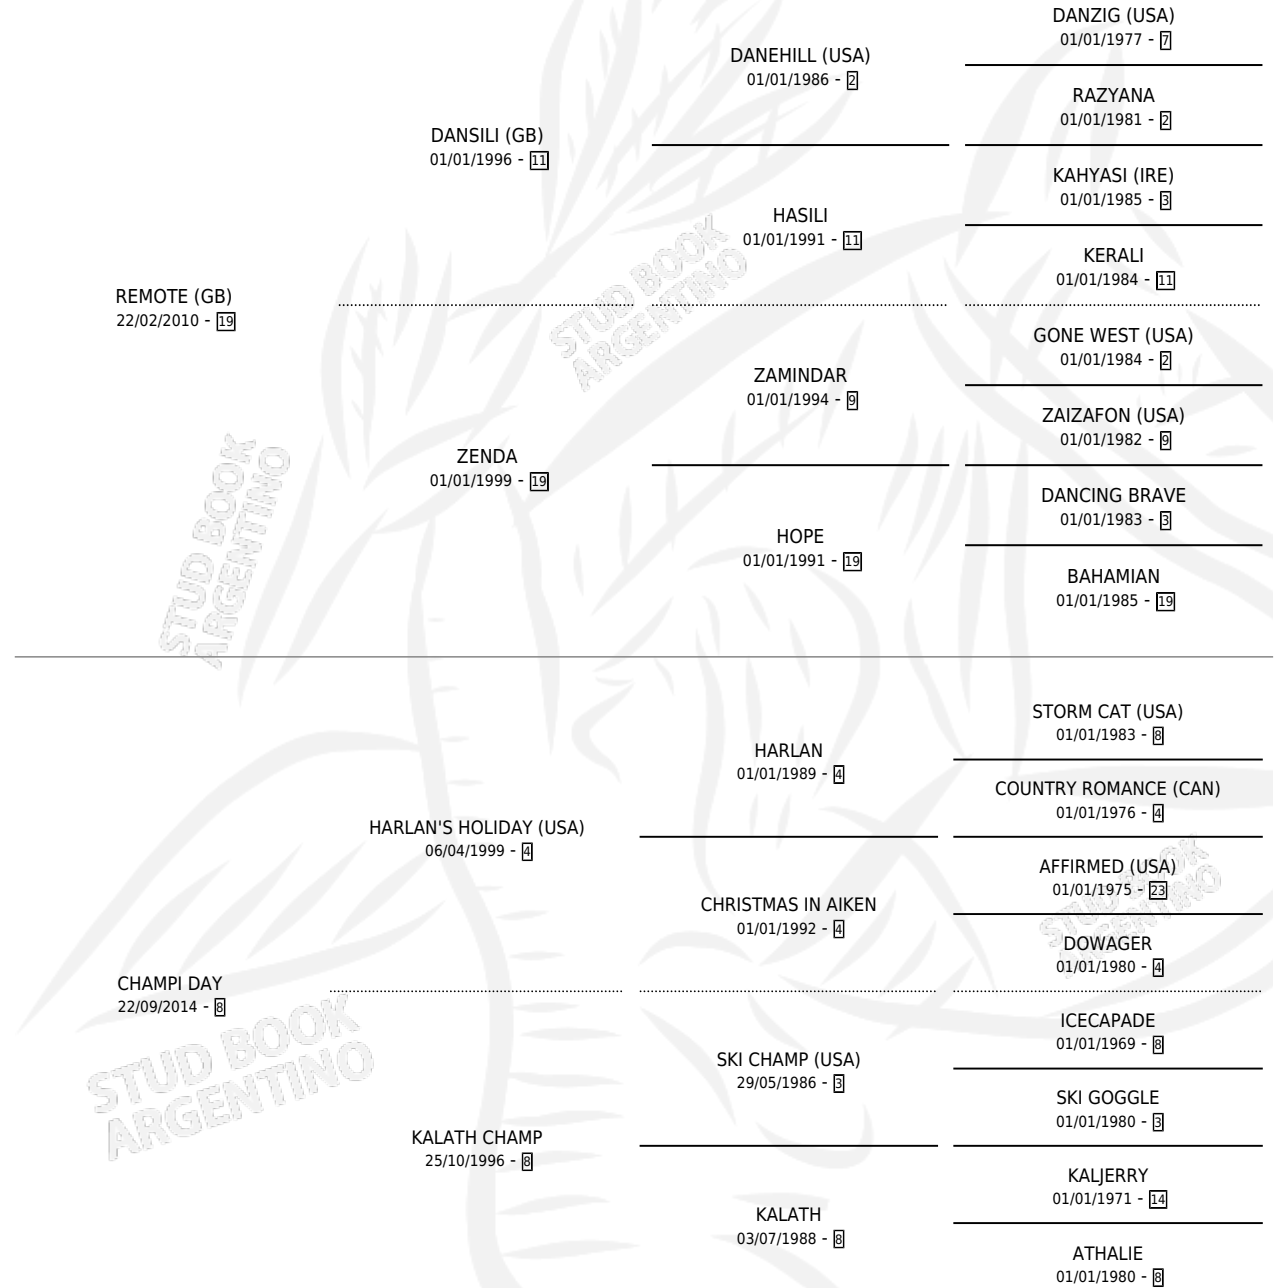 DANZIG (USA)
01/01/1977 - 7
DANEHILL (USA)
01/01/1986 - 2
RAZYANA
01/01/1981 - 2
DANSILI (GB)
01/01/1996 - 11
KAHYASI (IRE)
01/01/1985 - 3
HASILI
01/01/1991 - 11
KERALI
01/01/1984 - 11
REMOTE (GB)
22/02/2010 - 19
STUD BOOK
ARGENTINO
GONE WEST (USA)
01/01/1984 - 2
ZAMINDAR
01/01/1994 - 9
ZAIZAFON (USA)
01/01/1982 - 9
ZENDA
01/01/1999 - 19
DANCING BRAVE
01/01/1983 - 3
HOPE
01/01/1991 - 19
BAHAMIAN
01/01/1985 - 19
STUD BOOK
ARGENTINO
STORM CAT (USA)
01/01/1983 - 8
HARLAN
01/01/1989 - 4
COUNTRY ROMANCE (CAN)
01/01/1976 - 4
HARLAN'S HOLIDAY (USA)
06/04/1999 - 4
AFFIRMED (USA)
01/01/1975 - 23
CHRISTMAS IN AIKEN
01/01/1992 - 4
STUD BOOK
ARGENTINO
DOWAGER
01/01/1980 - 4
CHAMPI DAY
22/09/2014 - 8
ICECAPADE
01/01/1969 - 8
SKI CHAMP (USA)
29/05/1986 - 3
STUD BOOK
ARGENTINO
SKI GOGGLE
01/01/1980 - 3
KALATH CHAMP
25/10/1996 - 8
KALJERRY
01/01/1971 - 14
KALATH
03/07/1988 - 8
ATHALIE
01/01/1980 - 8